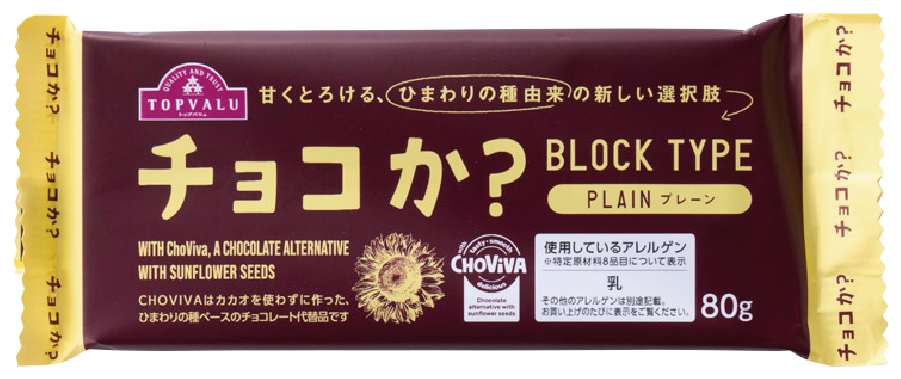 チョコか?
チョコか?
チョコか?
QUALITY AND TRUST
TOPVALU
トップバリュ
甘くとろける、ひまわりの種由来の新しい選択肢
チョコか?
BLOCK TYPE
PLAIN プレーン
WITH ChoViva, A CHOCOLATE ALTERNATIVE
WITH SUNFLOWER SEEDS
CHOVIVAはカカオを使わずに作った、
ひまわりの種ベースのチョコレート代替品です
with
tasty・smooth
CHOViVA
delicious
Chocolate
alternative with
sunflower seeds
使用しているアレルゲン
※特定原材料8品目について表示
乳
その他のアレルゲンは別途記載。
お買い上げのたびに表示をご覧ください。
80g
チョコか?
チョコか?
チョコか?